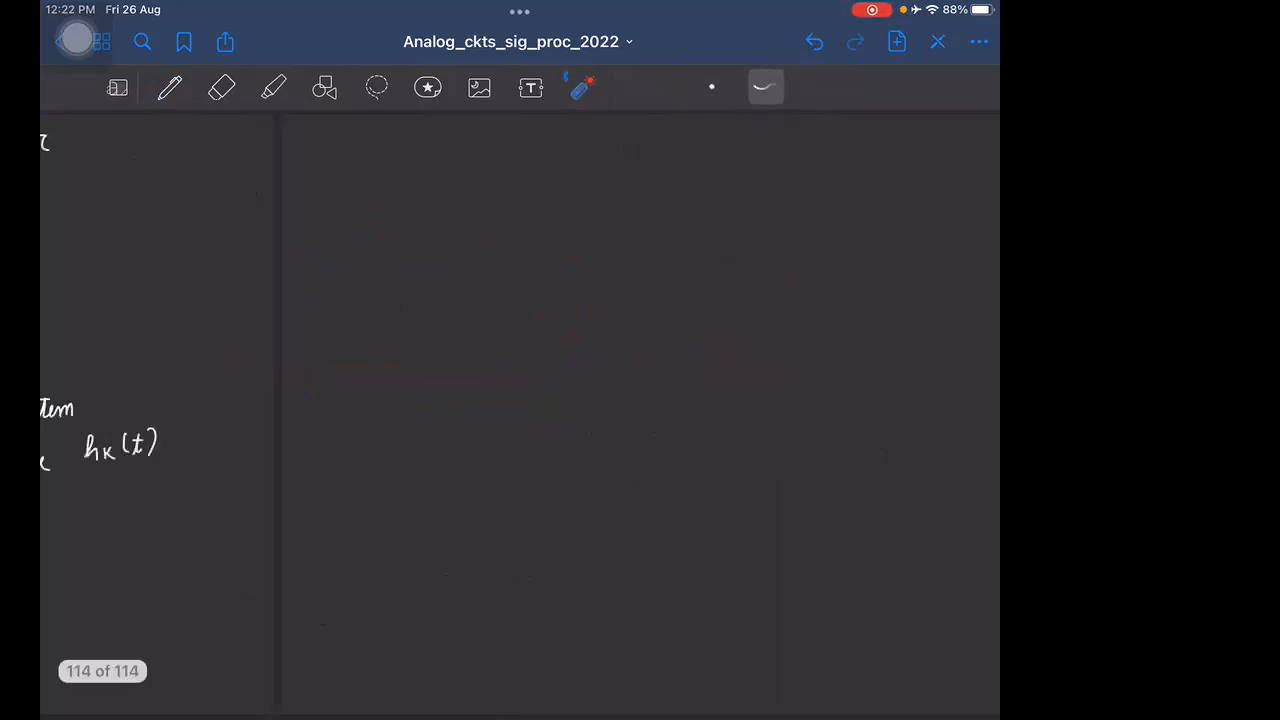 12:22 PM Fri 26 Aug
88%
Analog_ckts_sig_proc_2022
T
tem
hK(t)
114 of 114